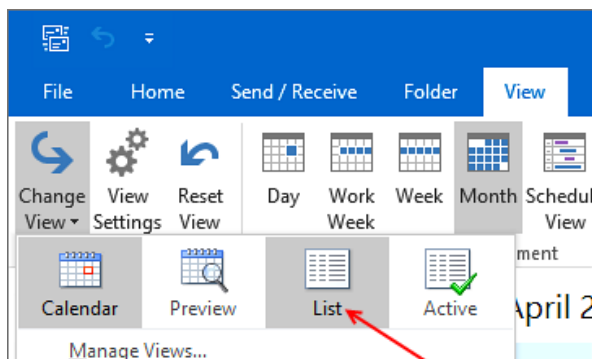 File Home Send / Receive Folder View
Change View Reset Day Work Week Month Schedul
View Settings View Week View
ment
Calendar Preview List Active April 2
Manage Views...